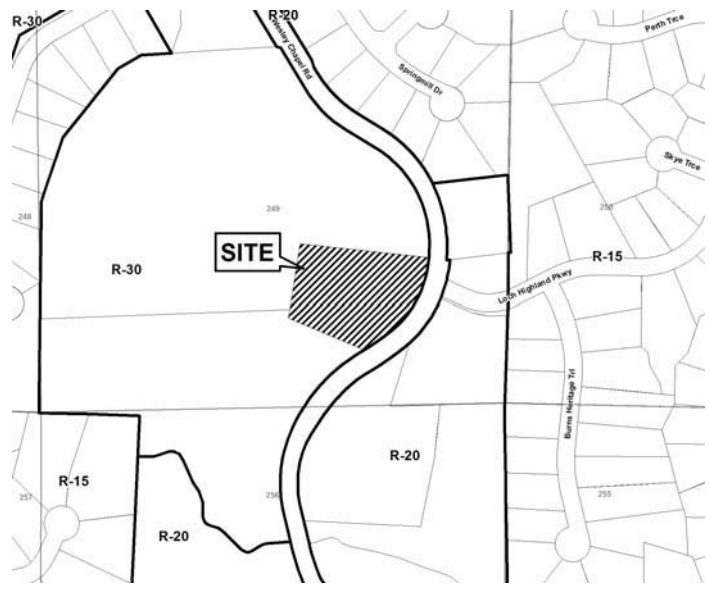 R-20
R-30
Perth Trce
Wesley Chapel Rd
Springmill Dr
Skye Trce
249
250
248
SITE
R-15
R-30
Loch Highland Pkwy
Burns Heritage Trl
R-20
R-15
257
256
255
R-20